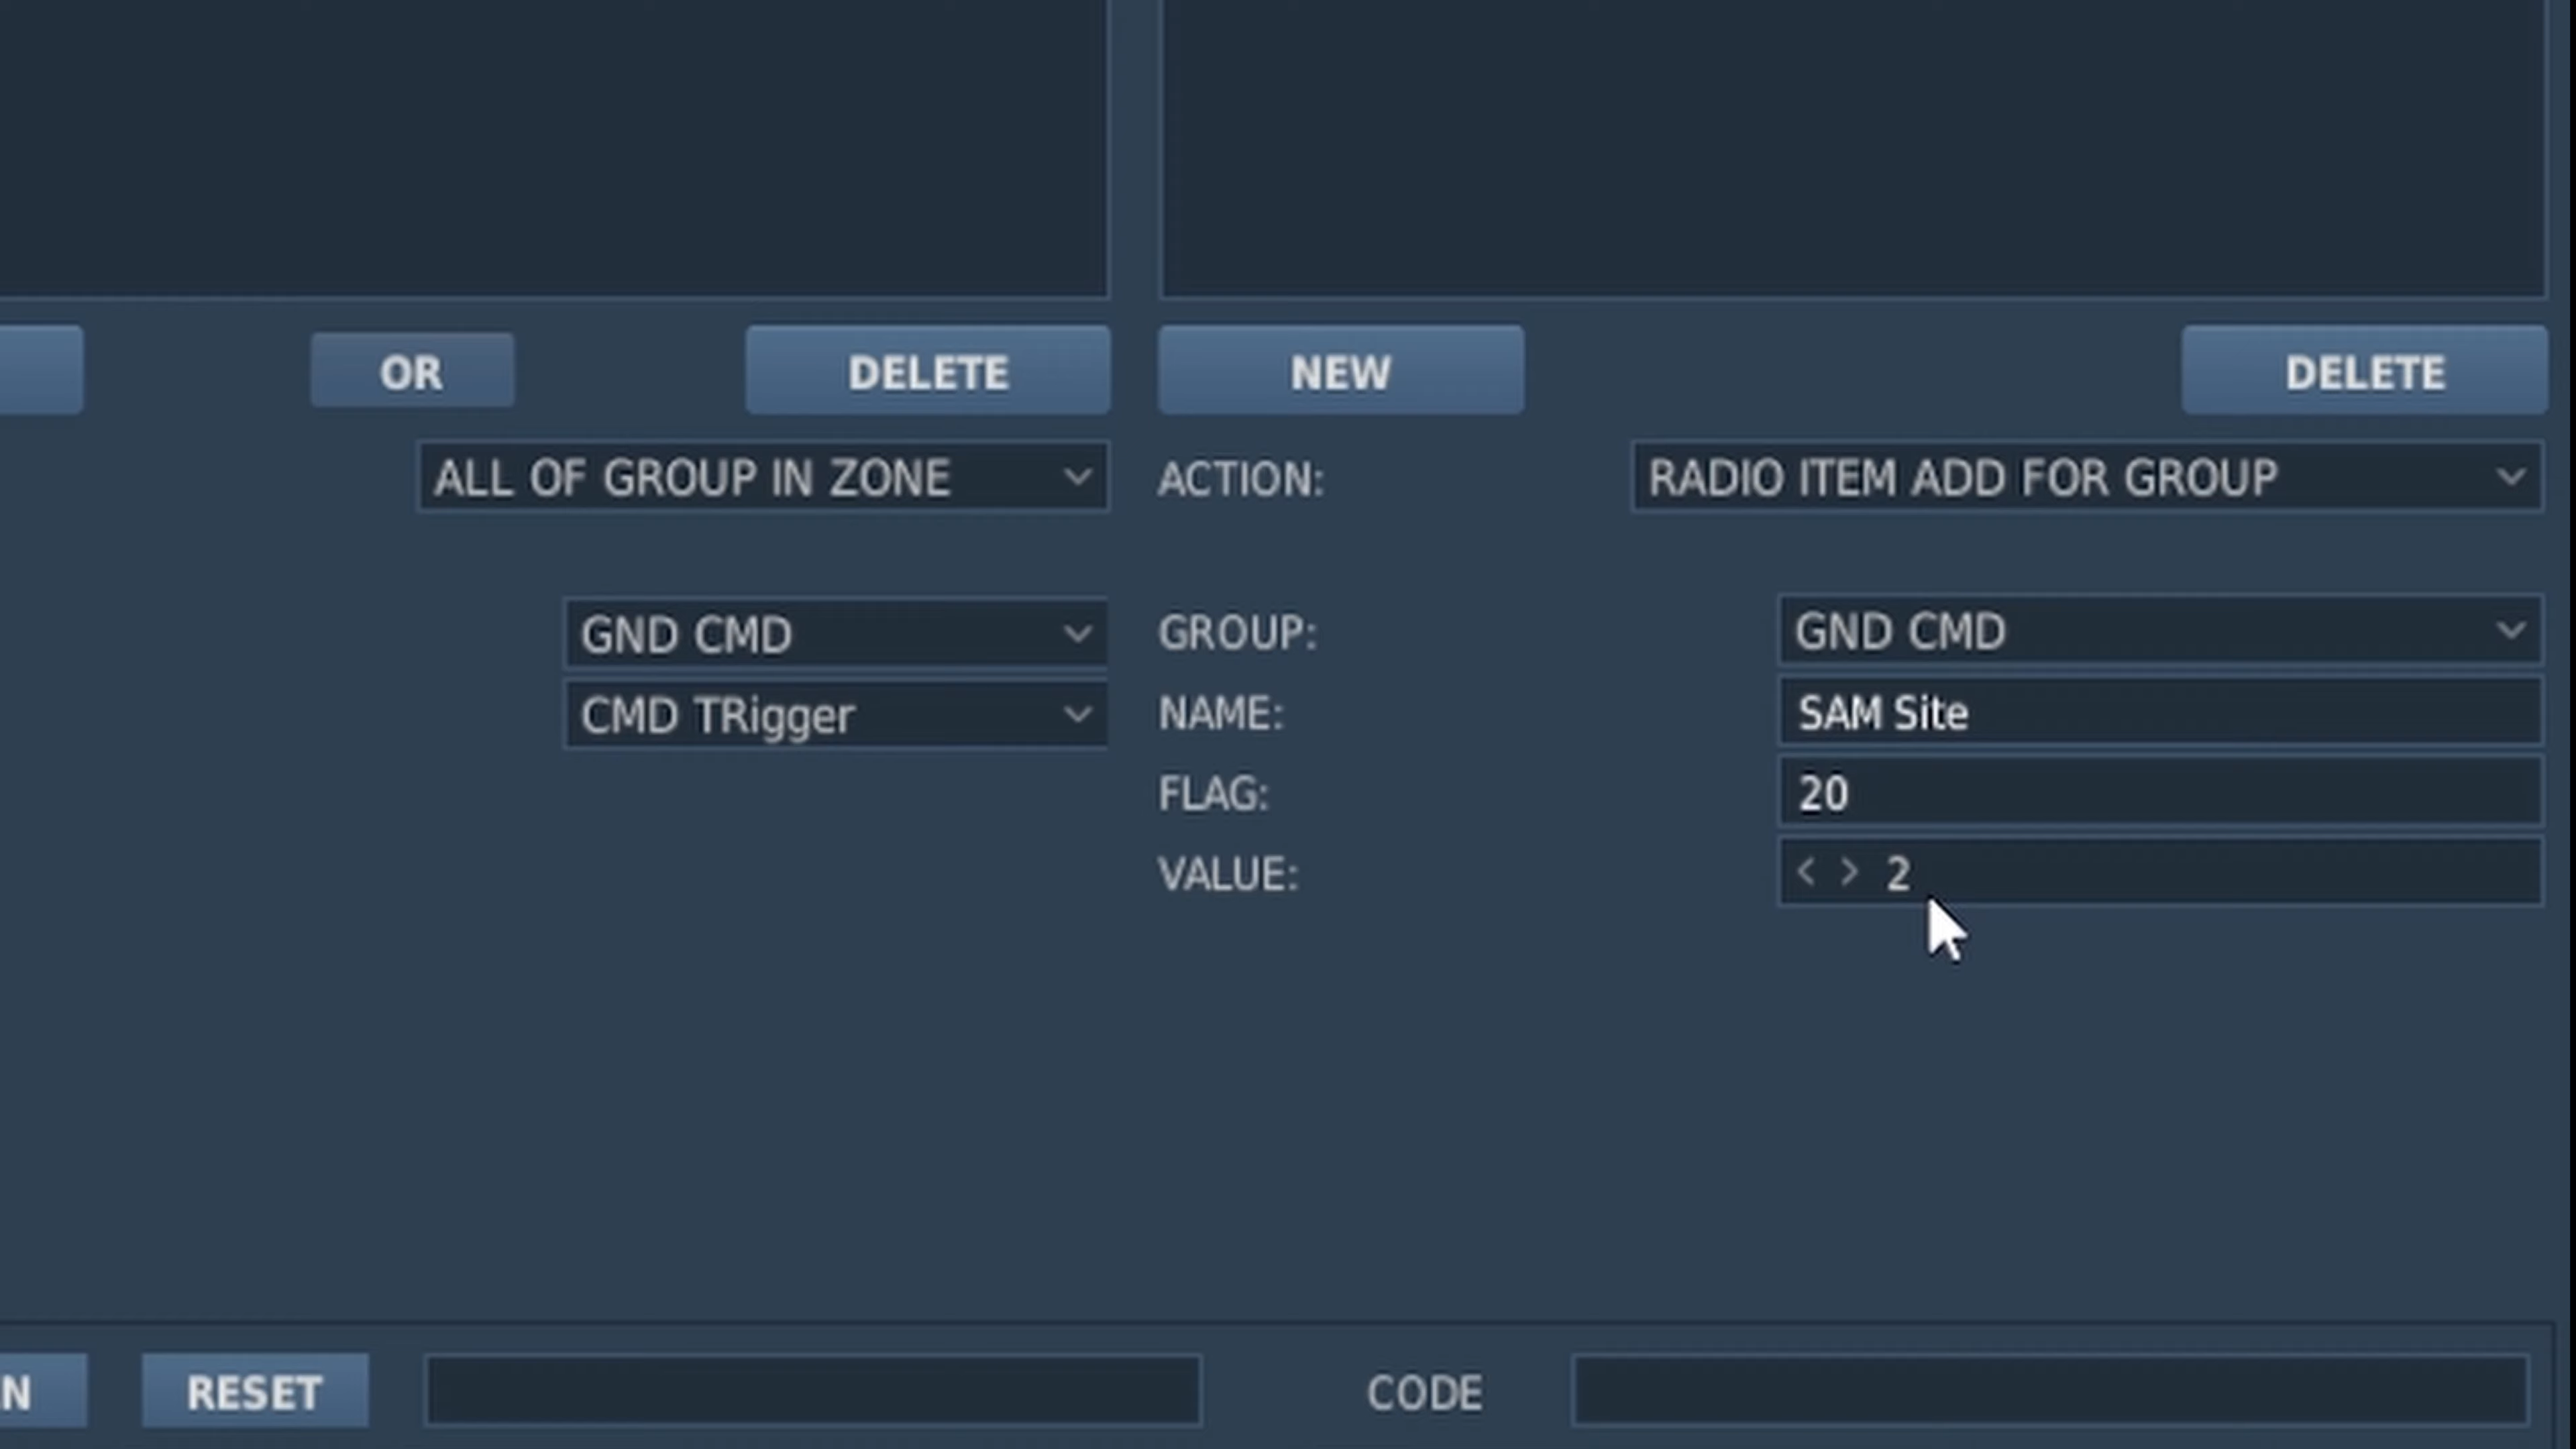 OR DELETE NEW DELETE
ALL OF GROUP IN ZONE ACTION: RADIO ITEM ADD FOR GROUP
GND CMD GROUP: GND CMD
CMD TRigger NAME: SAM Site
FLAG: 20
VALUE: < > 2
N RESET CODE